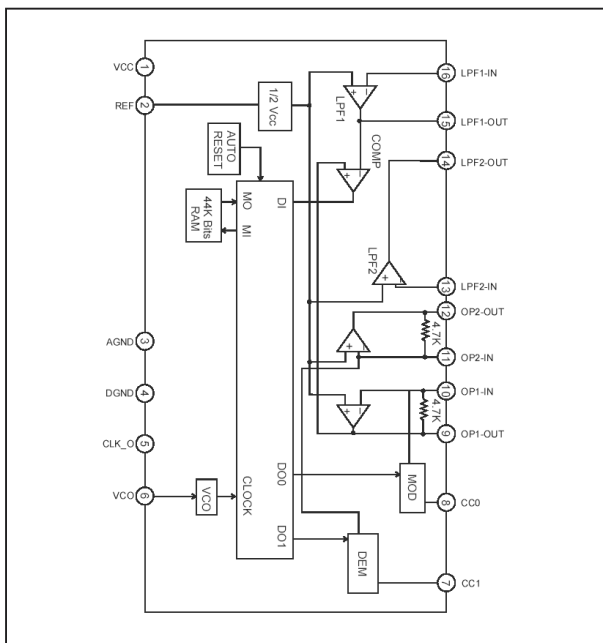 VCC 1
REF 2
AGND 3
DGND 4
CLK_O 5
VCO 6
1/2 Vcc
AUTO
RESET
44K Bits
RAM
MO
MI
DI
CLOCK
DO0
DO1
VCO
LPF1
COMP
LPF2
+ −
+ −
+ −
+ −
+ −
4.7K
4.7K
MOD
DEM
16 LPF1-IN
15 LPF1-OUT
14 LPF2-OUT
13 LPF2-IN
12 OP2-OUT
11 OP2-IN
10 OP1-IN
9 OP1-OUT
8 CC0
7 CC1